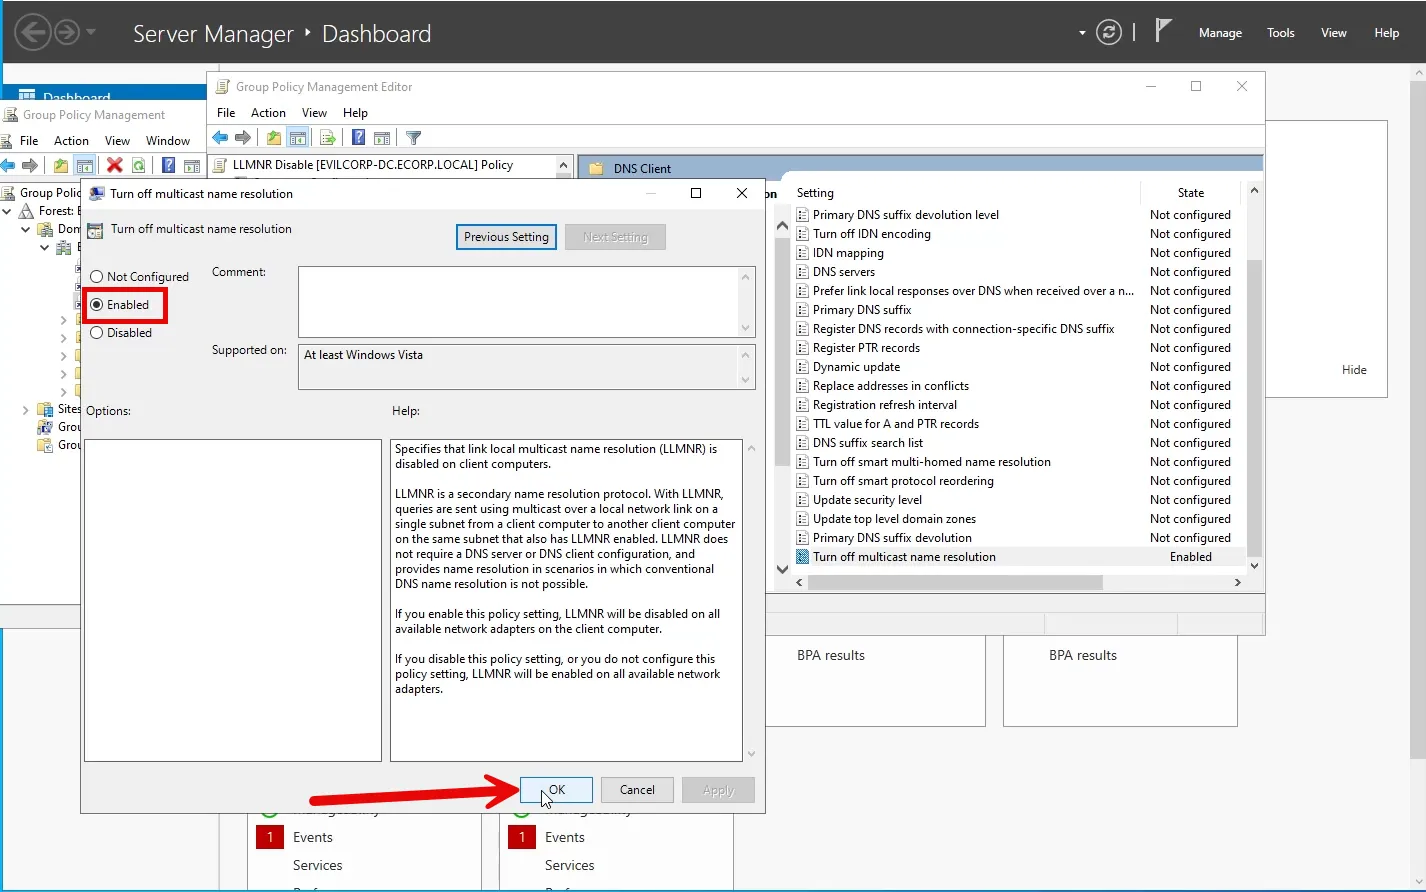 Server Manager ‣ Dashboard
Manage Tools View Help
Dashboard
Group Policy Management Editor
File Action View Help
LLMNR Disable [EVILCORP-DC.ECORP.LOCAL] Policy
DNS Client
Setting State
Primary DNS suffix devolution level Not configured
Turn off IDN encoding Not configured
IDN mapping Not configured
DNS servers Not configured
Prefer link local responses over DNS when received over a n... Not configured
Primary DNS suffix Not configured
Register DNS records with connection-specific DNS suffix Not configured
Register PTR records Not configured
Dynamic update Not configured
Replace addresses in conflicts Not configured
Registration refresh interval Not configured
TTL value for A and PTR records Not configured
DNS suffix search list Not configured
Turn off smart multi-homed name resolution Not configured
Turn off smart protocol reordering Not configured
Update security level Not configured
Update top level domain zones Not configured
Primary DNS suffix devolution Not configured
Turn off multicast name resolution Enabled
Hide
Group Policy Management
File Action View Window
Group Polic
Forest: E
Dom
Sites
Grou
Grou
Turn off multicast name resolution
Turn off multicast name resolution
Previous Setting Next Setting
Not Configured
Enabled
Disabled
Comment:
Supported on:
At least Windows Vista
Options:
Help:
Specifies that link local multicast name resolution (LLMNR) is
disabled on client computers.
LLMNR is a secondary name resolution protocol. With LLMNR,
queries are sent using multicast over a local network link on a
single subnet from a client computer to another client computer
on the same subnet that also has LLMNR enabled. LLMNR does
not require a DNS server or DNS client configuration, and
provides name resolution in scenarios in which conventional
DNS name resolution is not possible.
If you enable this policy setting, LLMNR will be disabled on all
available network adapters on the client computer.
If you disable this policy setting, or you do not configure this
policy setting, LLMNR will be enabled on all available network
adapters.
OK Cancel Apply
BPA results
BPA results
1 Events
Services
1 Events
Services